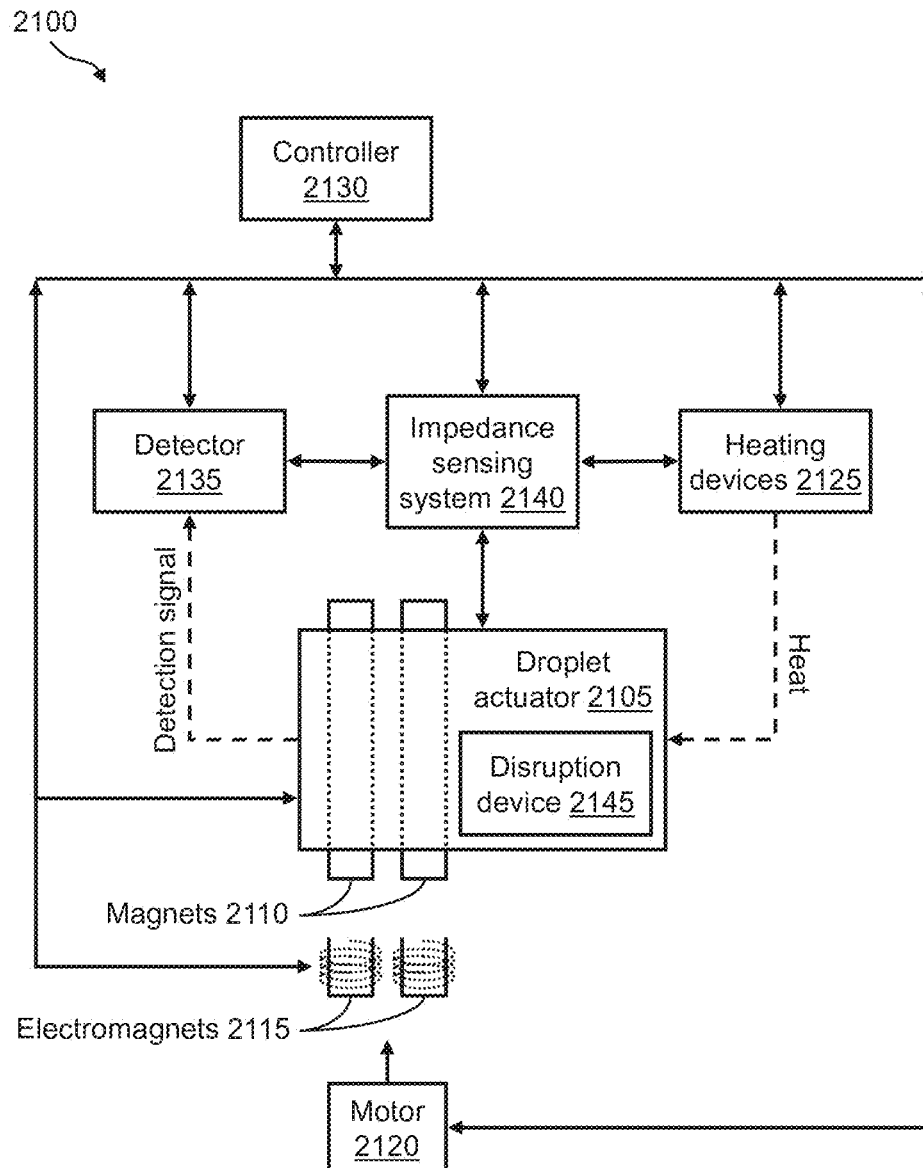 2100
Controller
2130
Detector
2135
Impedance
sensing
system 2140
Heating
devices 2125
Detection signal
Heat
Droplet
actuator 2105
Disruption
device 2145
Magnets 2110
Electromagnets 2115
Motor
2120